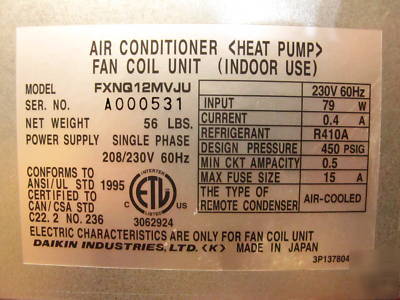 AIR CONDITIONER <HEAT PUMP>
FAN COIL UNIT (INDOOR USE)
MODEL FXNQ12MVJU
SER. NO. A000531
NET WEIGHT 56 LBS.
POWER SUPPLY SINGLE PHASE
208/230V 60Hz
CONFORMS TO
ANSI/UL STD 1995
CERTIFIED TO
CAN/CSA STD
C22. 2 NO. 236
INTERTEK
C ETL US
LISTED
3062924
230V 60Hz
INPUT 79 W
CURRENT 0.4 A
REFRIGERANT R410A
DESIGN PRESSURE 450 PSIG
MIN CKT AMPACITY 0.5
MAX FUSE SIZE 15 A
THE TYPE OF
REMOTE CONDENSER AIR-COOLED
ELECTRIC CHARACTERISTICS ARE ONLY FOR FAN COIL UNIT
DAIKIN INDUSTRIES, LTD. <K> MADE IN JAPAN
3P137804